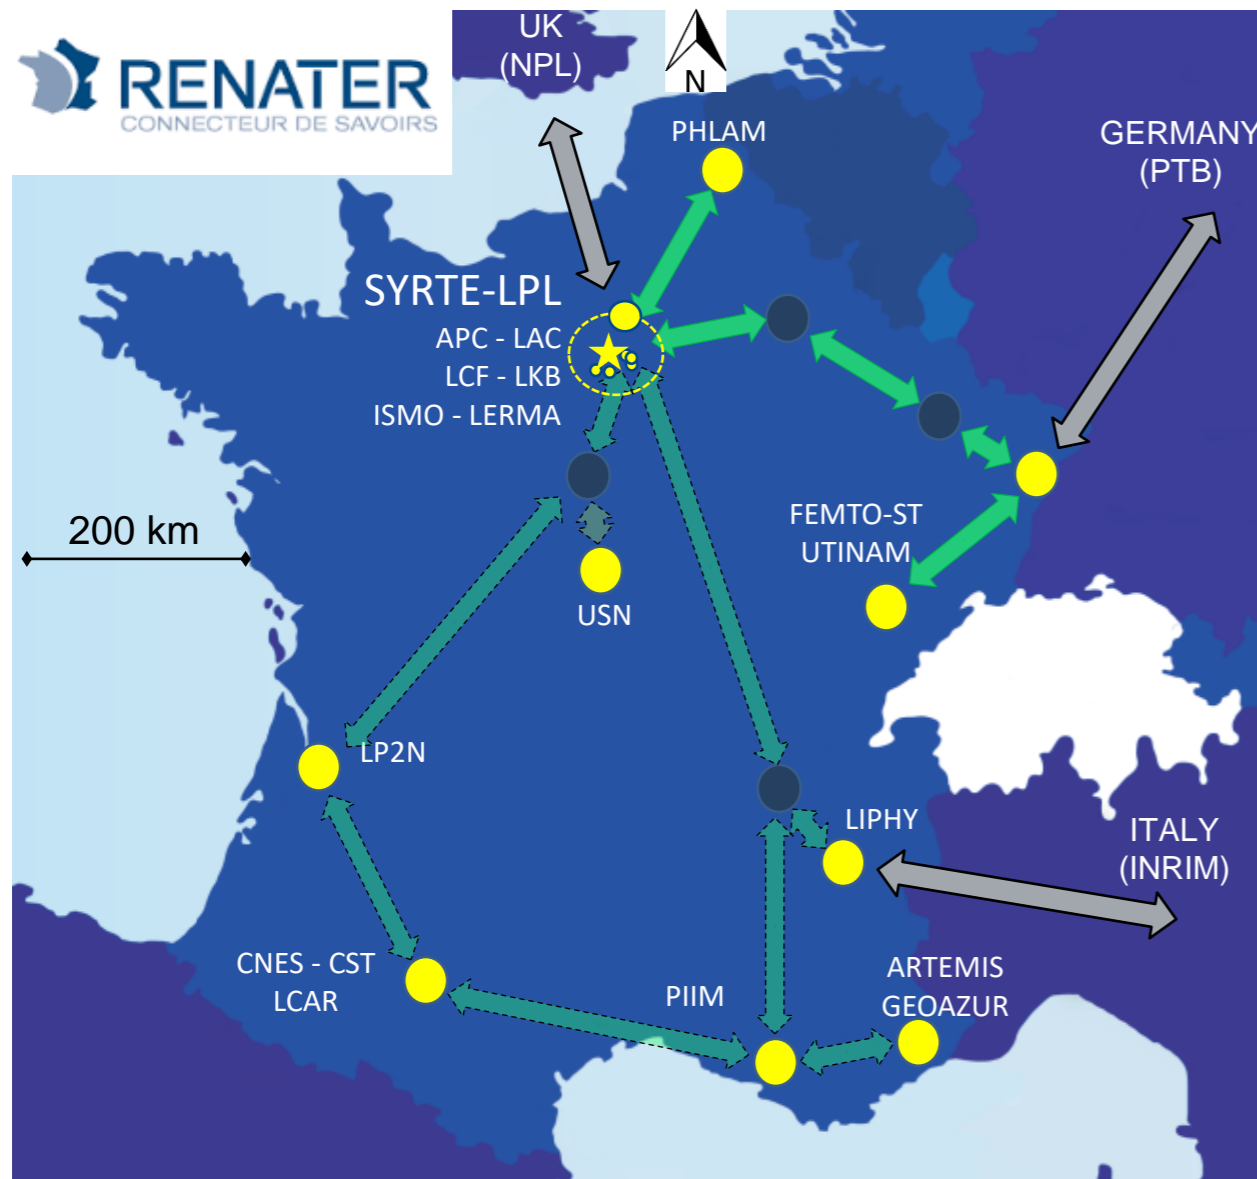 RENATER
CONNECTEUR DE SAVOIRS
UK
(NPL)
N
PHLAM
GERMANY
(PTB)
SYRTE-LPL
APC - LAC
LCF - LKB
ISMO - LERMA
200 km
FEMTO-ST
UTINAM
USN
LP2N
LIPHY
ITALY
(INRIM)
CNES - CST
LCAR
PIIM
ARTEMIS
GEOAZUR